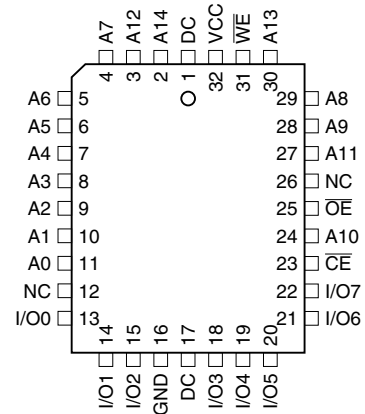 A7 A12 A14 DC VCC WE A13
4 3 2 1 32 31 30
A6 5 29 A8
A5 6 28 A9
A4 7 27 A11
A3 8 26 NC
A2 9 25 OE
A1 10 24 A10
A0 11 23 CE
NC 12 22 I/O7
I/O0 13 21 I/O6
14 15 16 17 18 19 20
I/O1 I/O2 GND DC I/O3 I/O4 I/O5